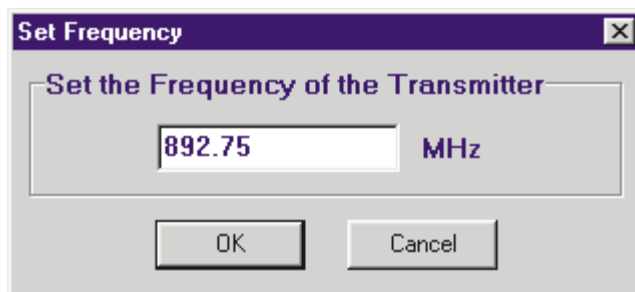 Set Frequency
Set the Frequency of the Transmitter
892.75 MHz
OK Cancel